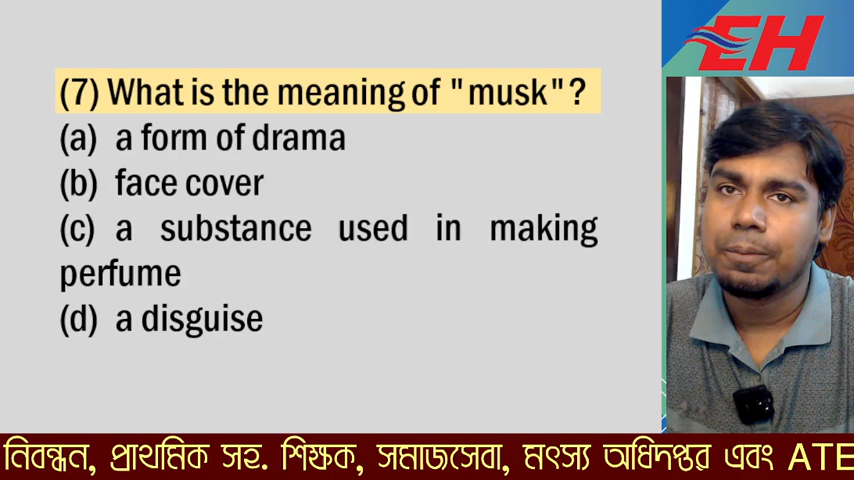 EH
(7) What is the meaning of "musk"?
(a) a form of drama
(b) face cover
(c) a substance used in making
perfume
(d) a disguise
নিবন্ধন, প্রাথমিক সহ. শিক্ষক, সমাজসেবা, মৎস্য অধিদপ্তর এবং ATE